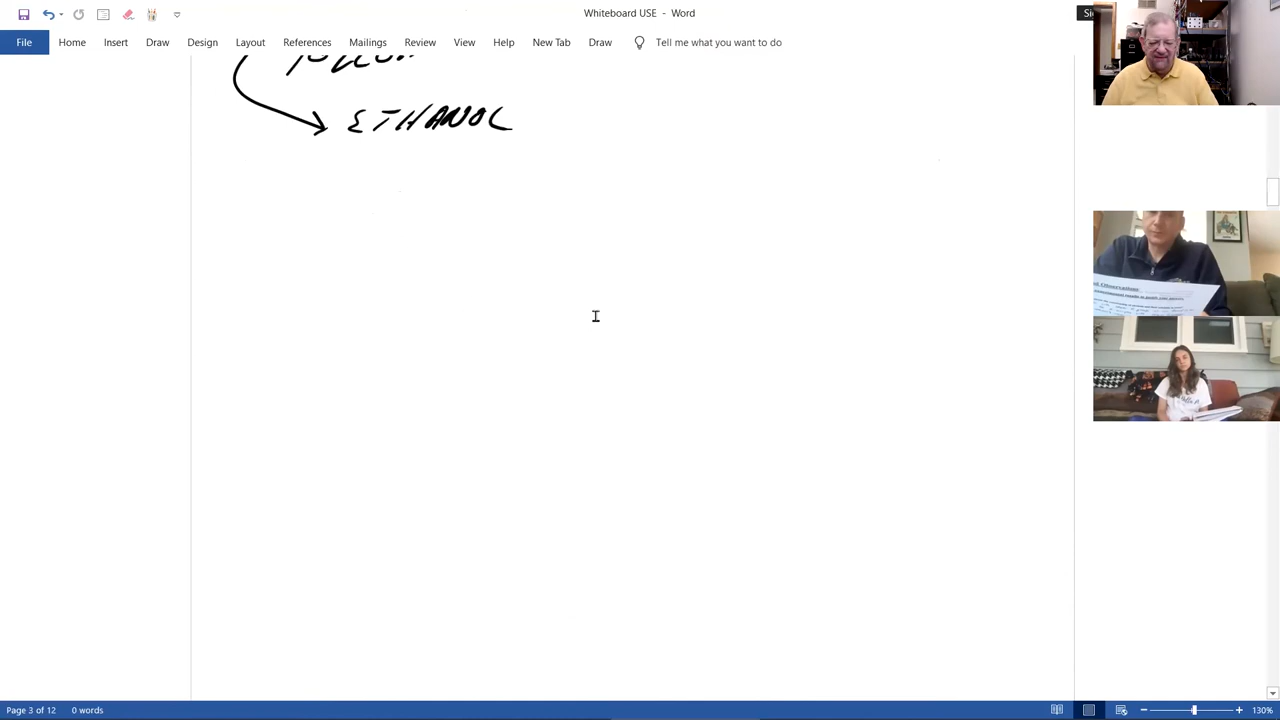 Whiteboard USE - Word
File Home Insert Draw Design Layout References Mailings Review View Help New Tab Draw Tell me what you want to do
ETHANOL
Page 3 of 12 0 words
130%